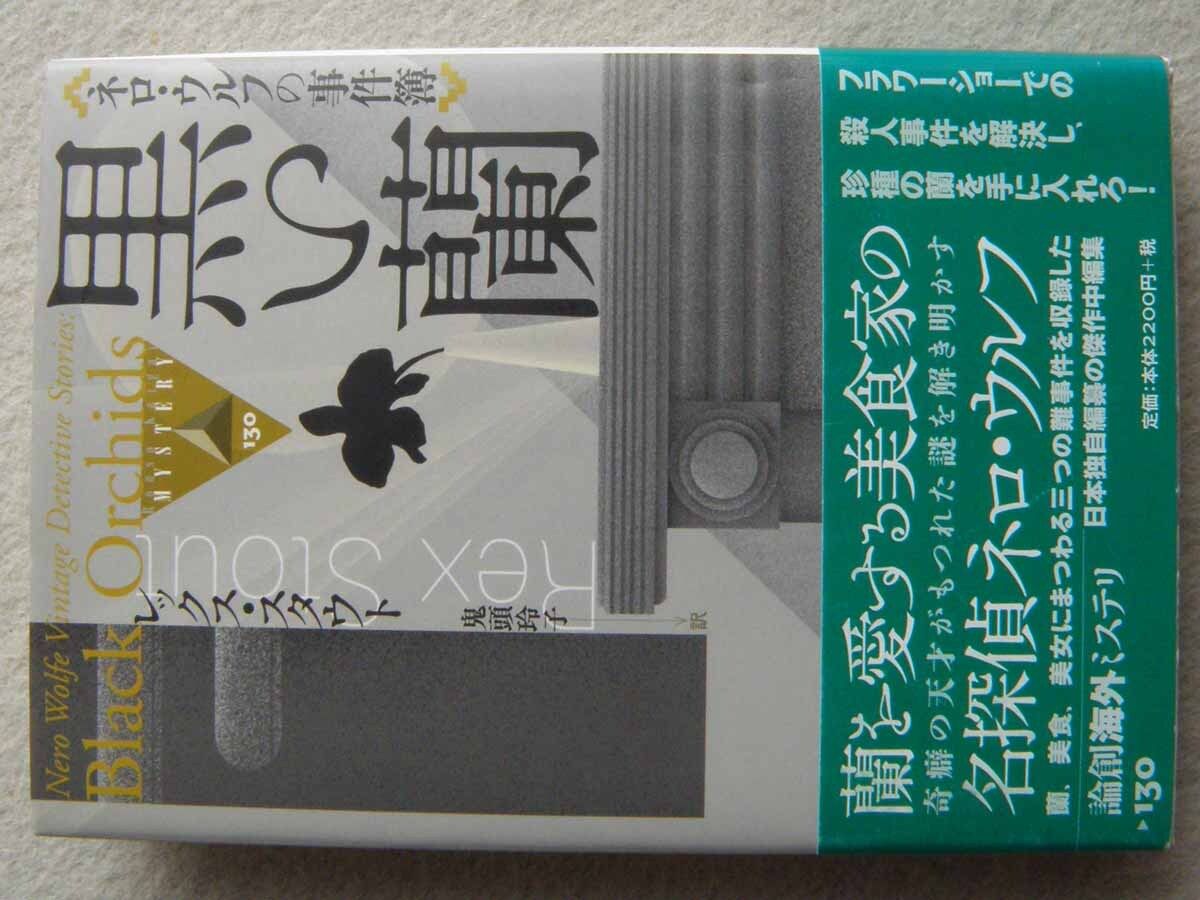 ネロ・ウルフの事件簿
黒い蘭
Nero Wolfe Vintage Detective Stories:
Black Orchids
MYSTERY
130
Rex Stout
レックス・スタウト
鬼頭玲子
訳
フラワーショーでの
殺人事件を解決し、
珍種の蘭を手に入れろ!
蘭を愛する美食家の
奇癖の天才がもつれた謎を解き明かす
名探偵ネロ・ウルフ
蘭、美食、美女にまつわる三つの難事件を収録した
日本独自編纂の傑作中編集
論創海外ミステリ
130
定価:本体2200円+税